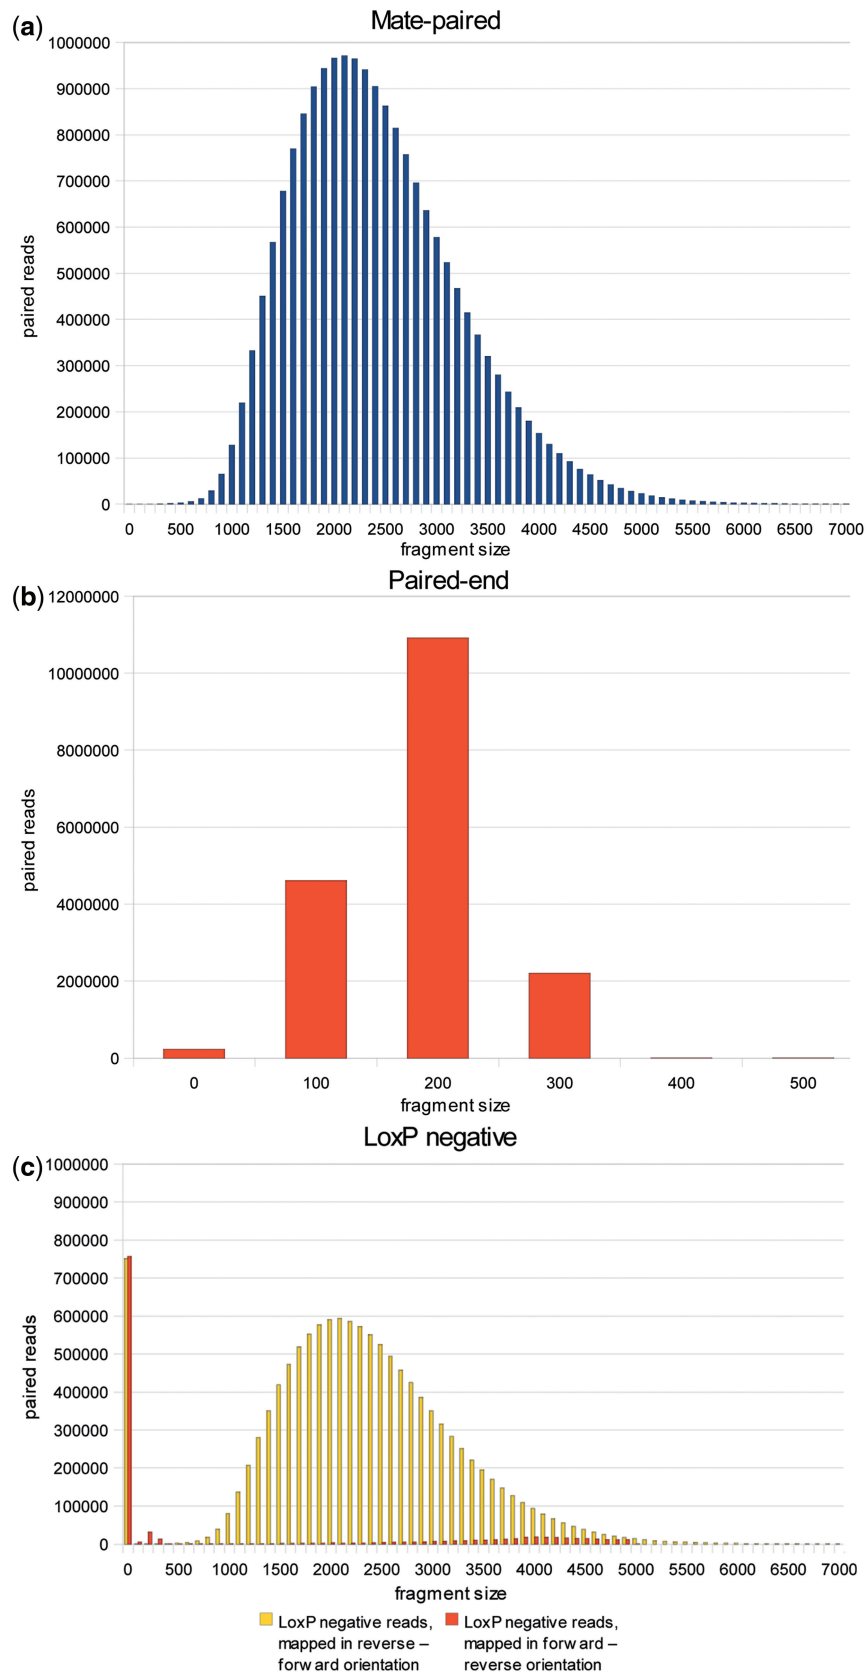 (a)
Mate-paired
1000000
900000
800000
700000
600000
500000
400000
300000
200000
100000
0
paired reads
0 500 1000 1500 2000 2500 3000 3500 4000 4500 5000 5500 6000 6500 7000
fragment size
(b)
Paired-end
12000000
10000000
8000000
6000000
4000000
2000000
0
paired reads
0 100 200 300 400 500
fragment size
(c)
LoxP negative
1000000
900000
800000
700000
600000
500000
400000
300000
200000
100000
0
paired reads
0 500 1000 1500 2000 2500 3000 3500 4000 4500 5000 5500 6000 6500 7000
fragment size
LoxP negative reads,
mapped in reverse –
forward orientation
LoxP negative reads,
mapped in forward –
reverse orientation